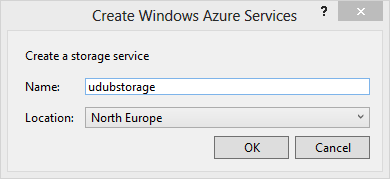 Create Windows Azure Services
?
Create a storage service
Name: udubstorage
Location: North Europe
OK Cancel